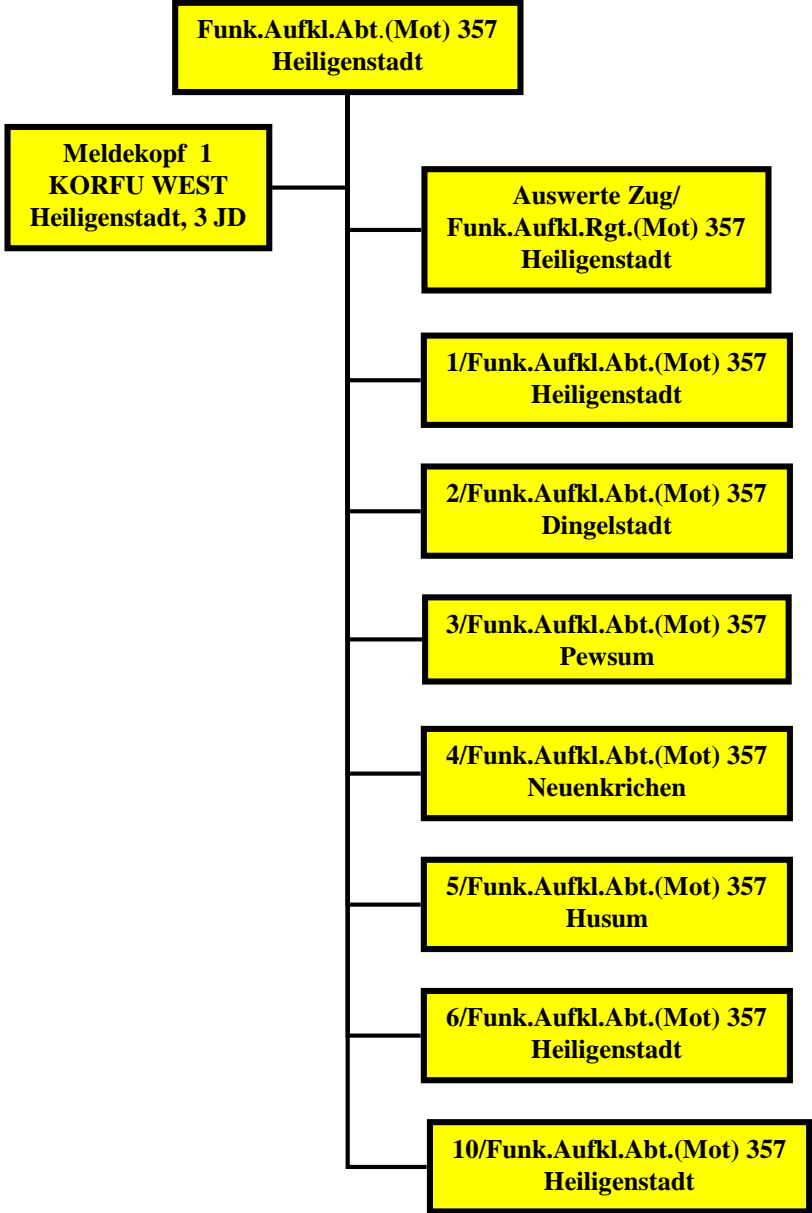 Funk.Aufkl.Abt.(Mot) 357
Heiligenstadt
Meldekopf 1
KORFU WEST
Heiligenstadt, 3 JD
Auswerte Zug/
Funk.Aufkl.Rgt.(Mot) 357
Heiligenstadt
1/Funk.Aufkl.Abt.(Mot) 357
Heiligenstadt
2/Funk.Aufkl.Abt.(Mot) 357
Dingelstadt
3/Funk.Aufkl.Abt.(Mot) 357
Pewsum
4/Funk.Aufkl.Abt.(Mot) 357
Neuenkrichen
5/Funk.Aufkl.Abt.(Mot) 357
Husum
6/Funk.Aufkl.Abt.(Mot) 357
Heiligenstadt
10/Funk.Aufkl.Abt.(Mot) 357
Heiligenstadt